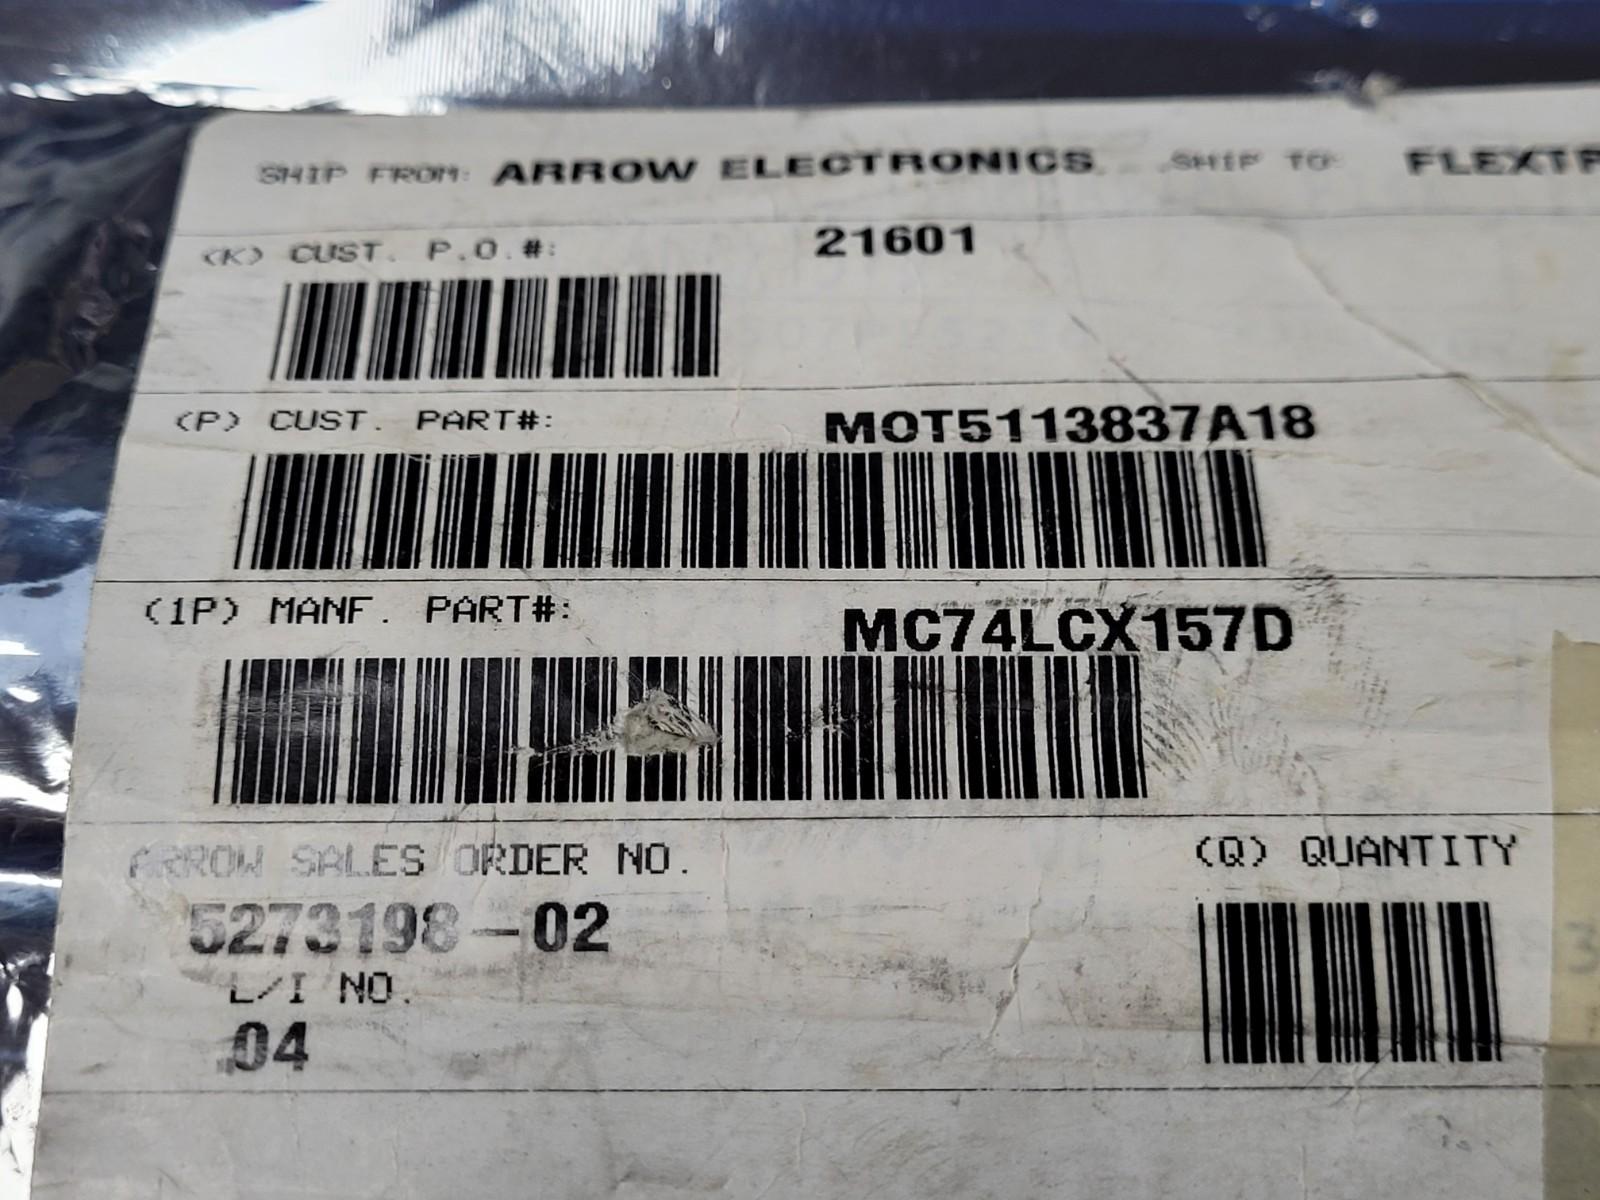 SHIP FROM: ARROW ELECTRONICS SHIP TO: FLEXTR
(K) CUST. P.O.#: 21601
(P) CUST. PART#: MOT5113837A18
(1P) MANF. PART#: MC74LCX157D
ARROW SALES ORDER NO. (Q) QUANTITY
5273198-02
L/I NO.
04